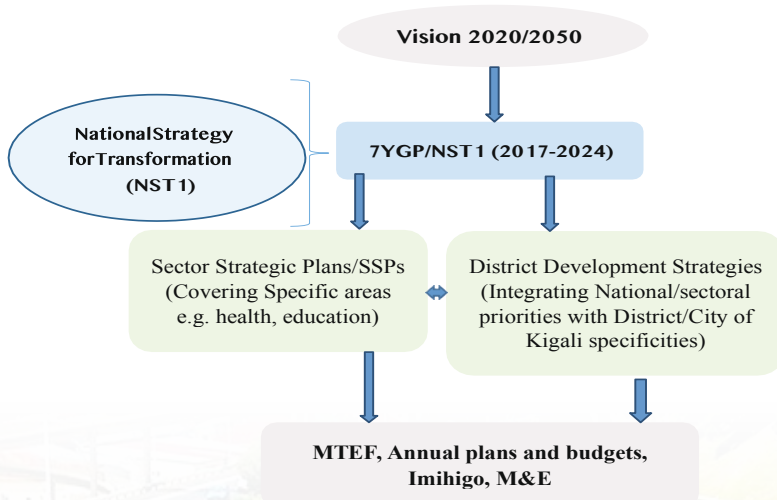 Vision 2020/2050
NationalStrategy
forTransformation
(NST1)
7YGP/NST1 (2017-2024)
Sector Strategic Plans/SSPs
(Covering Specific areas
e.g. health, education)
District Development Strategies
(Integrating National/sectoral
priorities with District/City of
Kigali specificities)
MTEF, Annual plans and budgets,
Imihigo, M&E